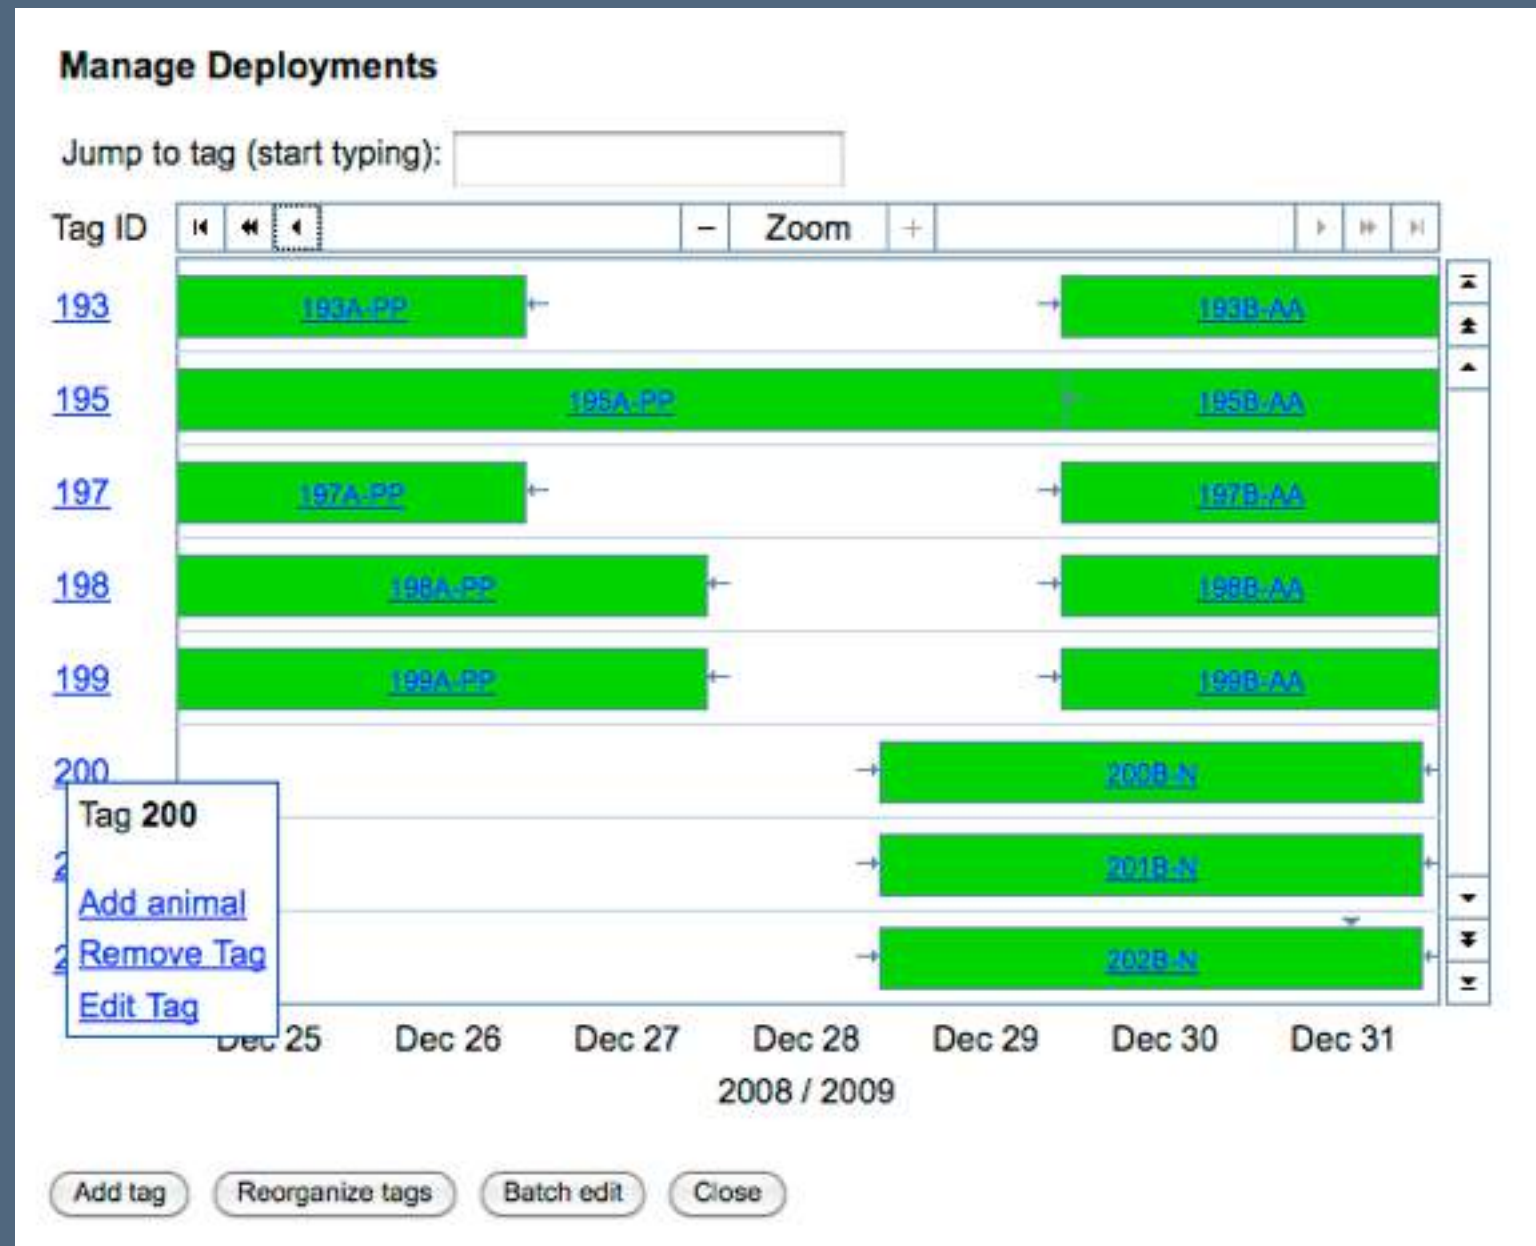 Manage Deployments
Jump to tag (start typing):
Tag ID − Zoom +
193 193A-PP 193B-AA
195 195A-PP 195B-AA
197 197A-PP 197B-AA
198 198A-PP 198B-AA
199 199A-PP 199B-AA
200 200B-N
Tag 200
201B-N
Add animal
Remove Tag 202B-N
Edit Tag
Dec 25 Dec 26 Dec 27 Dec 28 Dec 29 Dec 30 Dec 31
2008 / 2009
Add tag Reorganize tags Batch edit Close